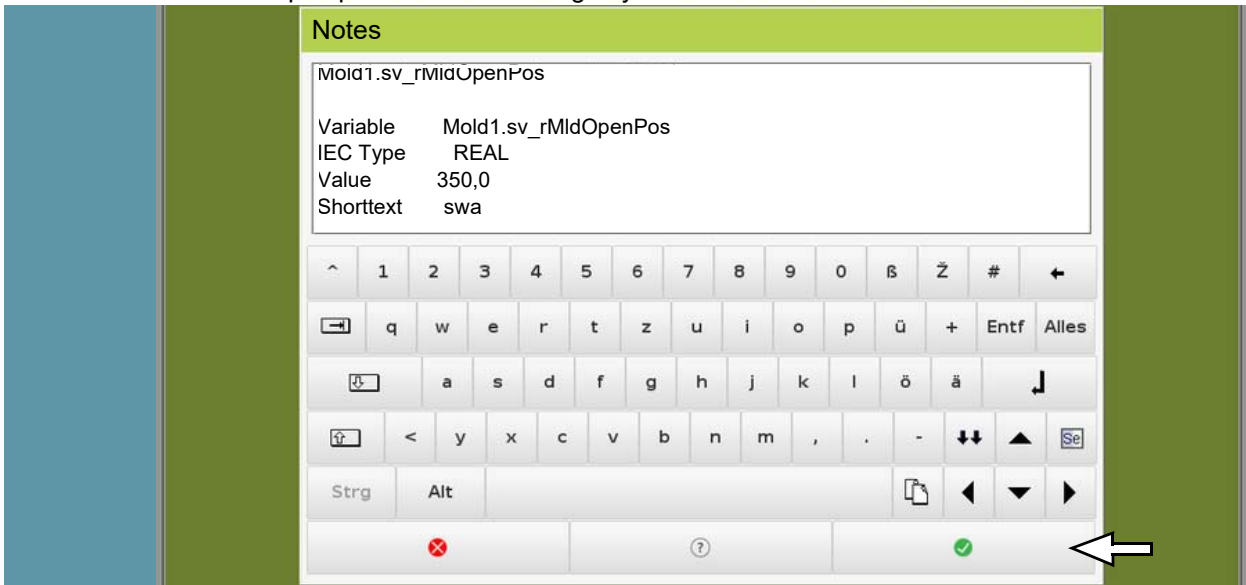 Notes
Mold1.sv_rMldOpenPos
Variable Mold1.sv_rMldOpenPos
IEC Type REAL
Value 350,0
Shorttext swa
^ 1 2 3 4 5 6 7 8 9 0 ß Ž #
q w e r t z u i o p ü + Entf Alles
a s d f g h j k l ö ä
< y x c v b n m , . - Se
Strg Alt
?